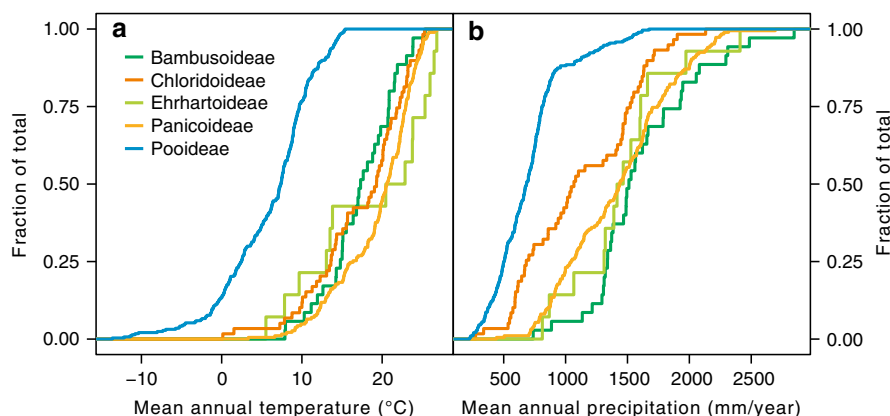 a
b
Bambusoideae
Chloridoideae
Ehrhartoideae
Panicoideae
Pooideae
Fraction of total
1.00
0.75
0.50
0.25
0.00
−10
0
10
20
Mean annual temperature (°C)
500
1000
1500
2000
2500
Mean annual precipitation (mm/year)
1.00
0.75
0.50
0.25
0.00
Fraction of total